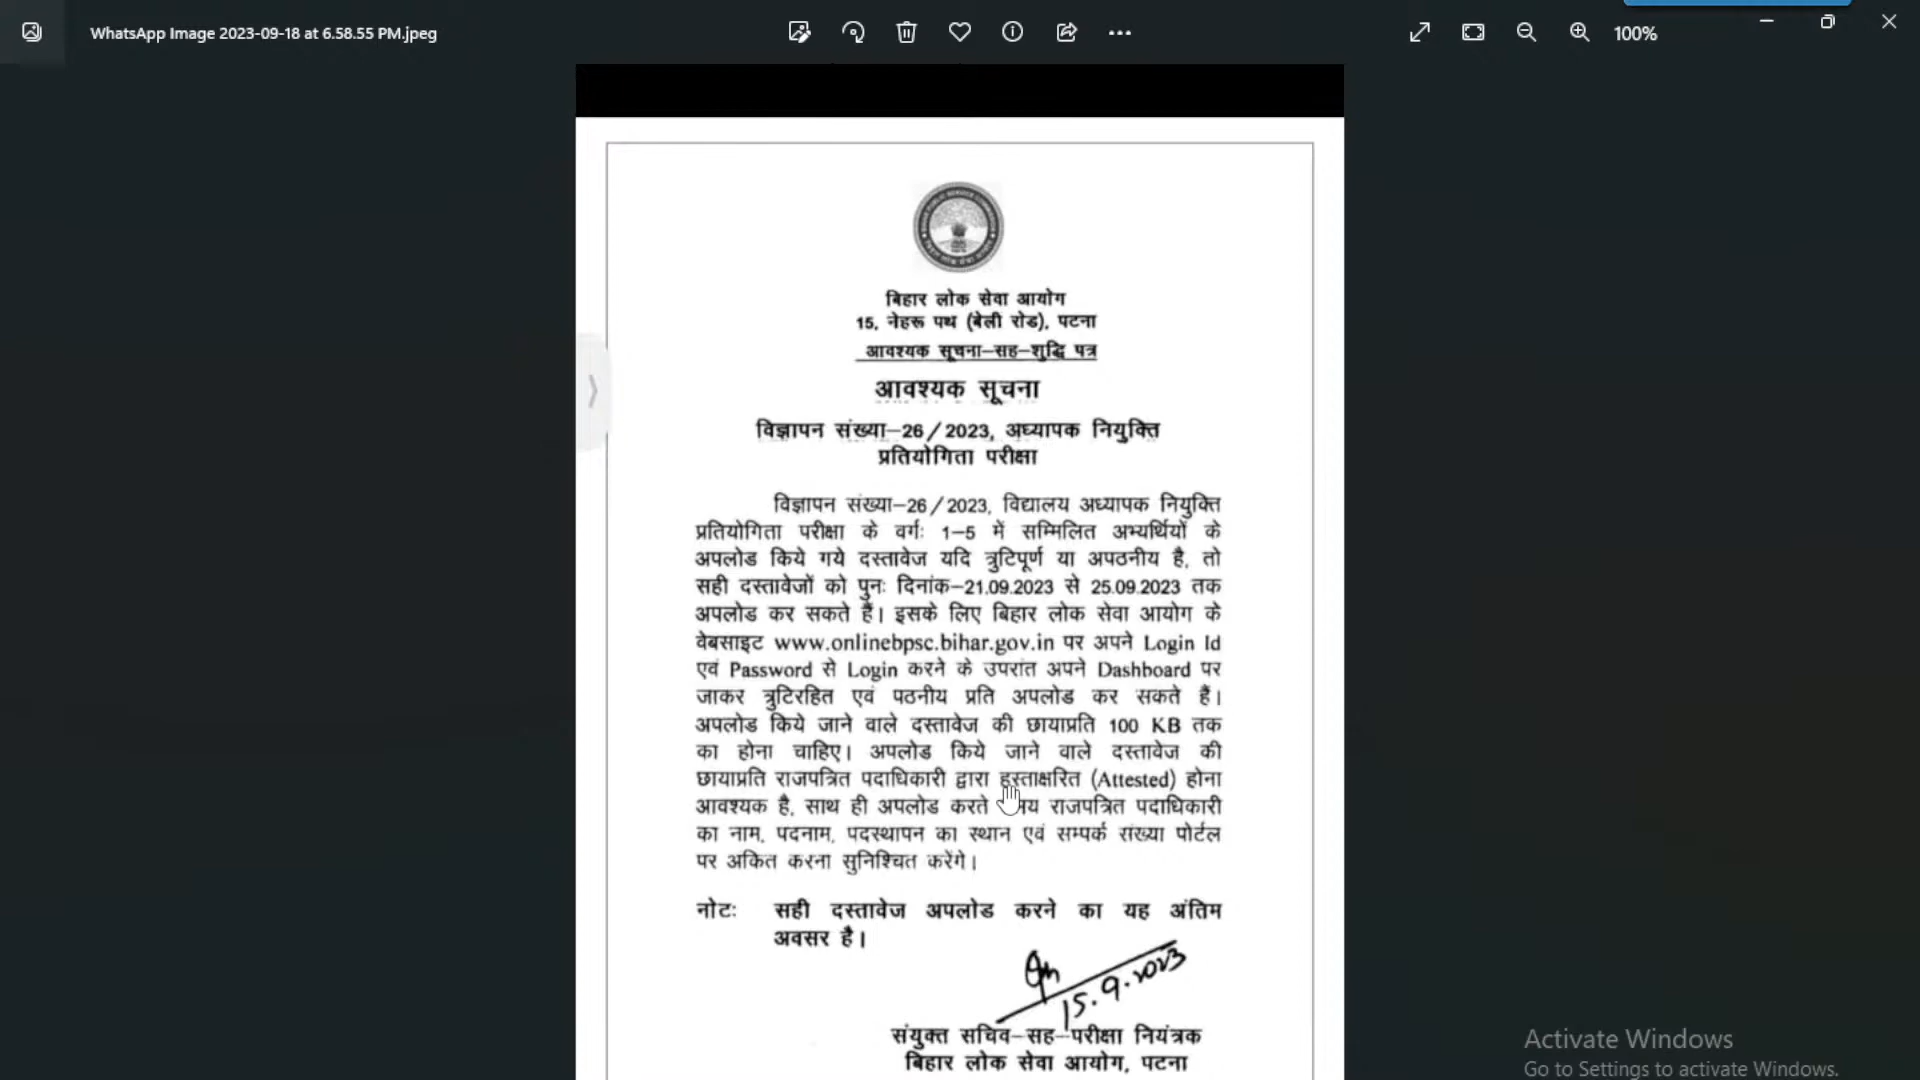 WhatsApp Image 2023-09-18 at 6.58.55 PM.jpeg
100%
बिहार लोक सेवा आयोग
15, नेहरू पथ (बेली रोड), पटना
आवश्यक सूचना–सह–शुद्धि पत्र
आवश्यक सूचना
विज्ञापन संख्या–26/2023, अध्यापक नियुक्ति
प्रतियोगिता परीक्षा
विज्ञापन संख्या–26/2023, विद्यालय अध्यापक नियुक्ति
प्रतियोगिता परीक्षा के वर्गः 1–5 में सम्मिलित अभ्यर्थियों के
अपलोड किये गये दस्तावेज यदि त्रुटिपूर्ण या अपठनीय है, तो
सही दस्तावेजों को पुनः दिनांक–21.09.2023 से 25.09.2023 तक
अपलोड कर सकते हैं। इसके लिए बिहार लोक सेवा आयोग के
वेबसाइट www.onlinebpsc.bihar.gov.in पर अपने Login Id
एवं Password से Login करने के उपरांत अपने Dashboard पर
जाकर त्रुटिरहित एवं पठनीय प्रति अपलोड कर सकते हैं।
अपलोड किये जाने वाले दस्तावेज की छायाप्रति 100 KB तक
का होना चाहिए। अपलोड किये जाने वाले दस्तावेज की
छायाप्रति राजपत्रित पदाधिकारी द्वारा हस्ताक्षरित (Attested) होना
आवश्यक है, साथ ही अपलोड करते राजपत्रित पदाधिकारी
का नाम, पदनाम, पदस्थापन का स्थान एवं सम्पर्क संख्या पोर्टल
पर अंकित करना सुनिश्चित करेंगे।
नोटः सही दस्तावेज अपलोड करने का यह अंतिम
अवसर है।
15.9.2023
संयुक्त सचिव–सह–परीक्षा नियंत्रक
बिहार लोक सेवा आयोग, पटना
Activate Windows
Go to Settings to activate Windows.